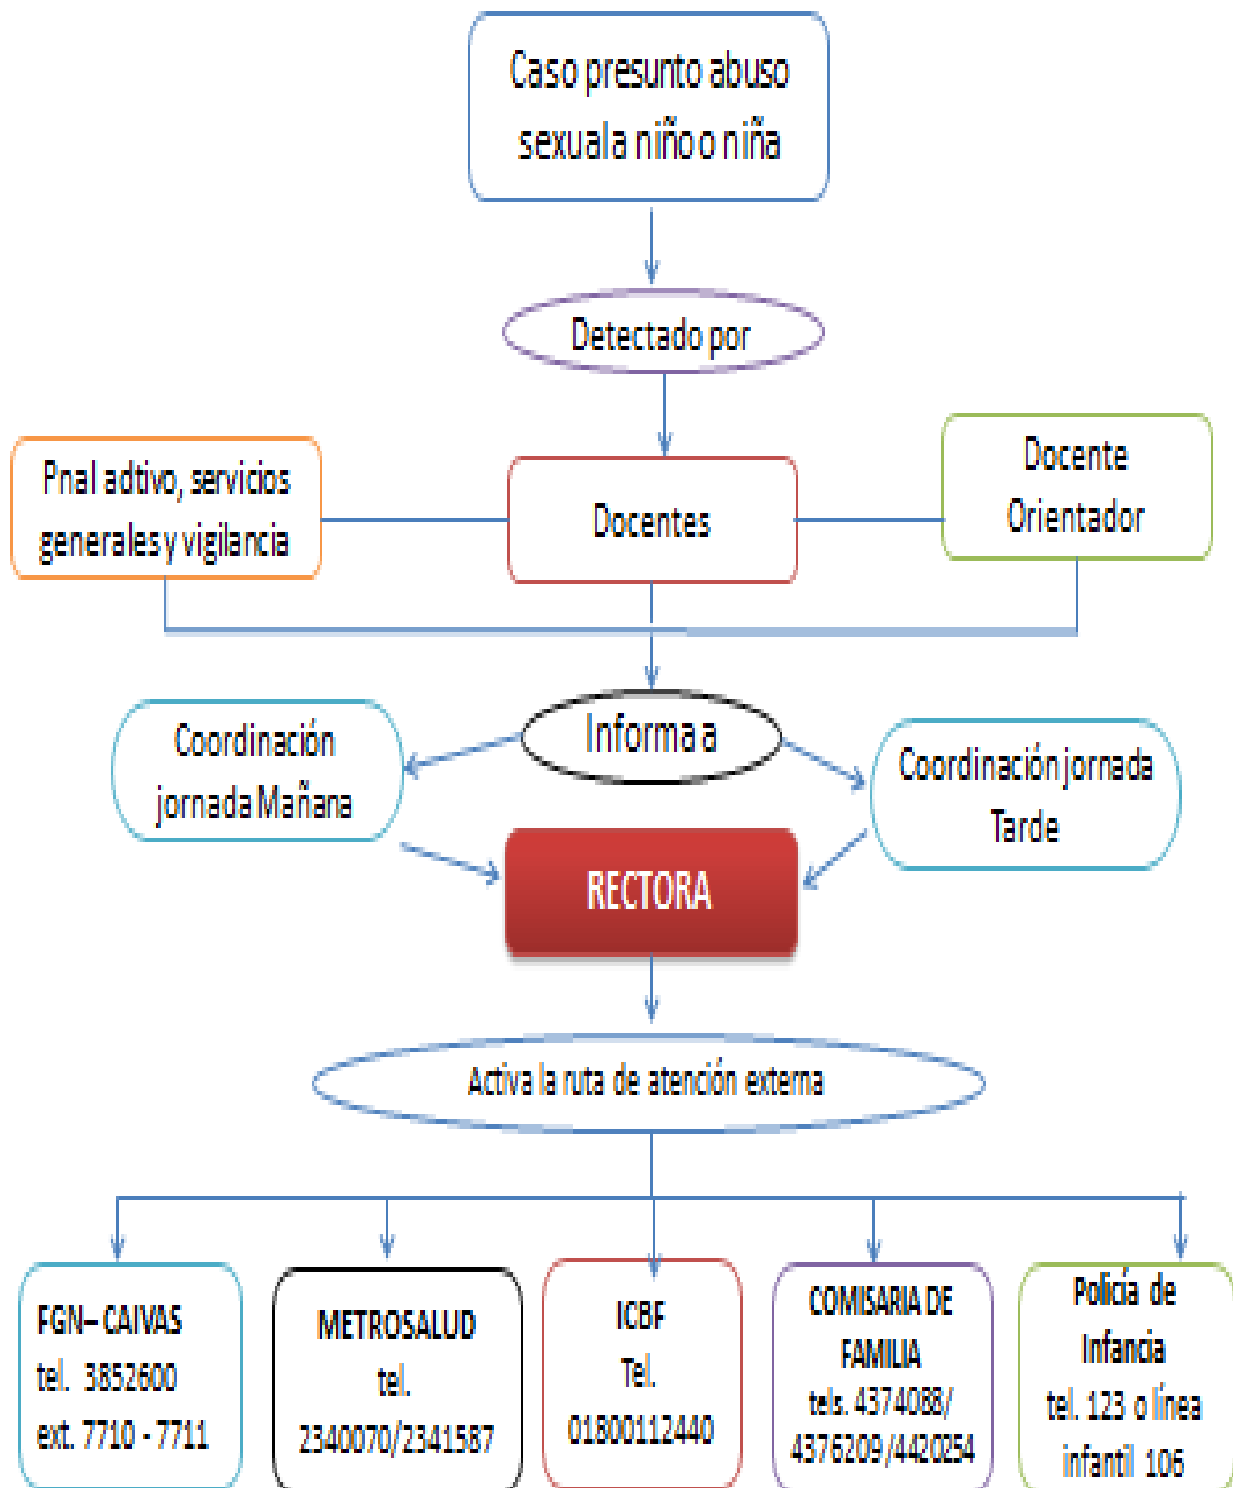 Caso presunto abuso
sexual a niño o niña
Detectado por
Pnal adtivo, servicios
generales y vigilancia
Docentes
Docente
Orientador
Informa a
Coordinación
jornada Mañana
Coordinación jornada
Tarde
RECTORA
Activa la ruta de atención externa
FGN– CAIVAS
tel. 3852600
ext. 7710 - 7711
METROSALUD
tel.
2340070/2341587
ICBF
Tel.
01800112440
COMISARIA DE
FAMILIA
tels. 4374088/
4376209/4420254
Policía de
Infancia
tel. 123 o línea
infantil 106